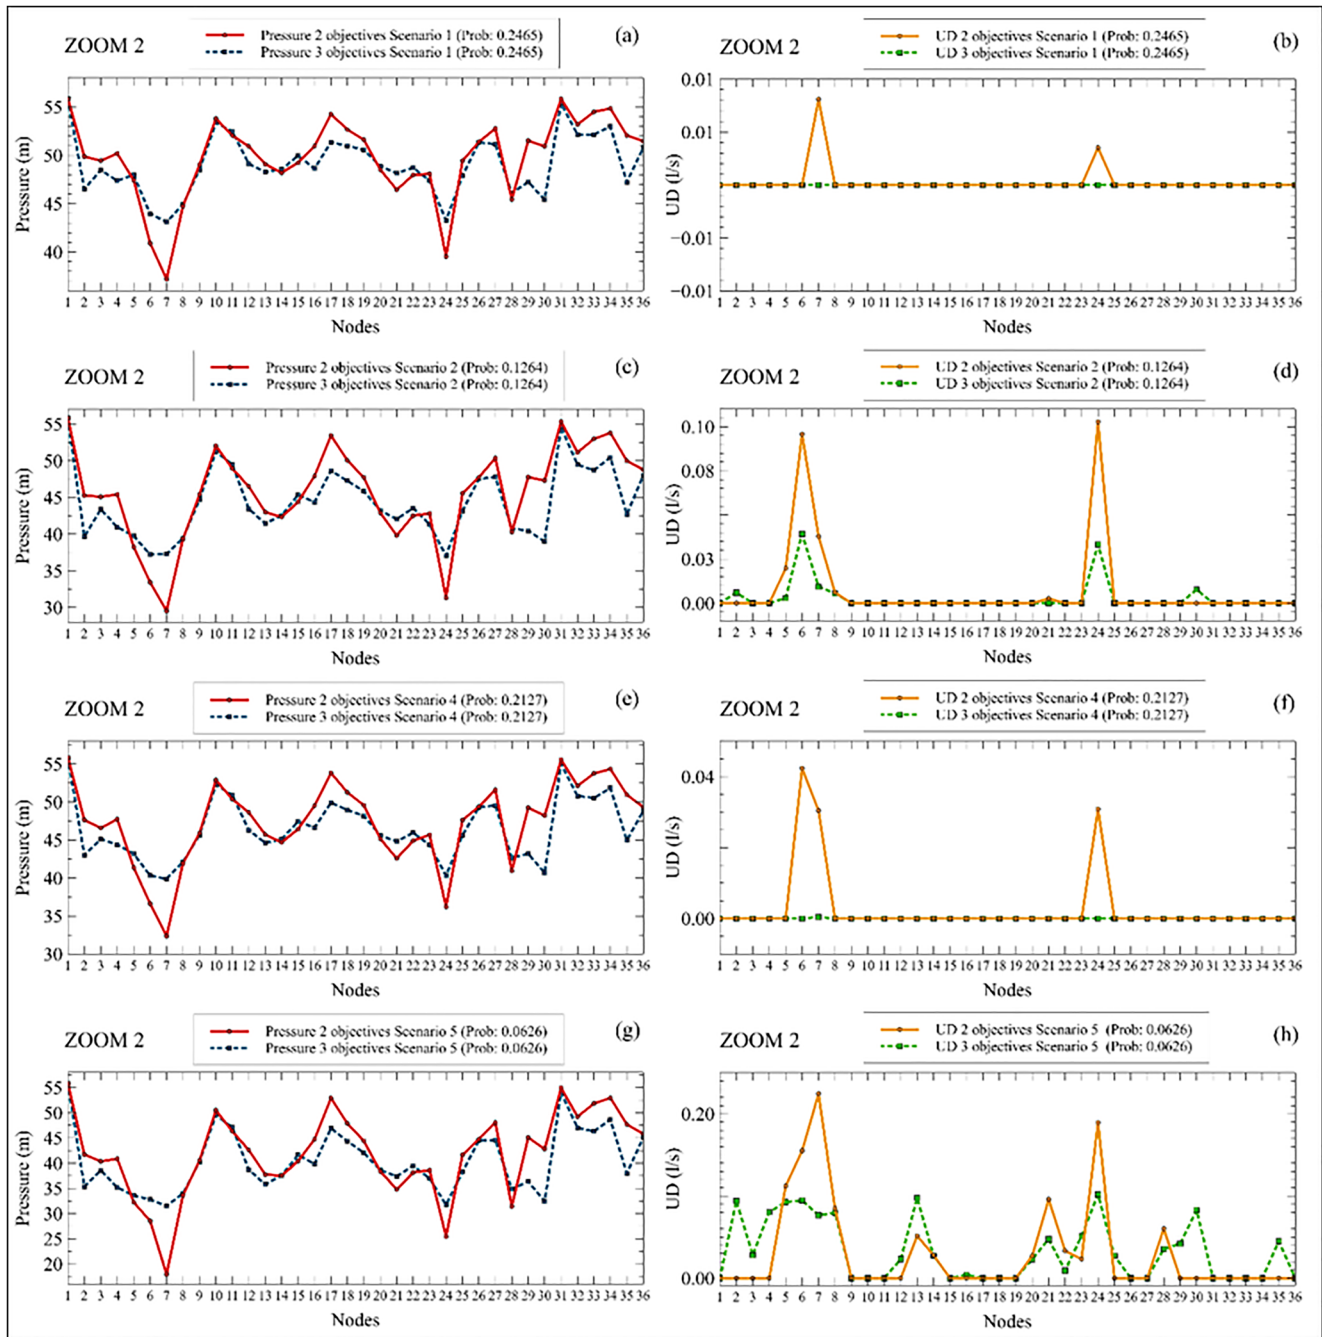 ZOOM 2
Pressure 2 objectives Scenario 1 (Prob: 0.2465)
Pressure 3 objectives Scenario 1 (Prob: 0.2465)
(a)
55
50
45
40
Pressure (m)
1 2 3 4 5 6 7 8 9 10 11 12 13 14 15 16 17 18 19 20 21 22 23 24 25 26 27 28 29 30 31 32 33 34 35 36
Nodes
ZOOM 2
UD 2 objectives Scenario 1 (Prob: 0.2465)
UD 3 objectives Scenario 1 (Prob: 0.2465)
(b)
0.01
0.01
−0.01
−0.01
UD (l/s)
1 2 3 4 5 6 7 8 9 10 11 12 13 14 15 16 17 18 19 20 21 22 23 24 25 26 27 28 29 30 31 32 33 34 35 36
Nodes
ZOOM 2
Pressure 2 objectives Scenario 2 (Prob: 0.1264)
Pressure 3 objectives Scenario 2 (Prob: 0.1264)
(c)
55
50
45
40
35
30
Pressure (m)
1 2 3 4 5 6 7 8 9 10 11 12 13 14 15 16 17 18 19 20 21 22 23 24 25 26 27 28 29 30 31 32 33 34 35 36
Nodes
ZOOM 2
UD 2 objectives Scenario 2 (Prob: 0.1264)
UD 3 objectives Scenario 2 (Prob: 0.1264)
(d)
0.10
0.08
0.03
0.00
UD (l/s)
1 2 3 4 5 6 7 8 9 10 11 12 13 14 15 16 17 18 19 20 21 22 23 24 25 26 27 28 29 30 31 32 33 34 35 36
Nodes
ZOOM 2
Pressure 2 objectives Scenario 4 (Prob: 0.2127)
Pressure 3 objectives Scenario 4 (Prob: 0.2127)
(e)
55
50
45
40
35
30
Pressure (m)
1 2 3 4 5 6 7 8 9 10 11 12 13 14 15 16 17 18 19 20 21 22 23 24 25 26 27 28 29 30 31 32 33 34 35 36
Nodes
ZOOM 2
UD 2 objectives Scenario 4 (Prob: 0.2127)
UD 3 objectives Scenario 4 (Prob: 0.2127)
(f)
0.04
0.00
UD (l/s)
1 2 3 4 5 6 7 8 9 10 11 12 13 14 15 16 17 18 19 20 21 22 23 24 25 26 27 28 29 30 31 32 33 34 35 36
Nodes
ZOOM 2
Pressure 2 objectives Scenario 5 (Prob: 0.0626)
Pressure 3 objectives Scenario 5 (Prob: 0.0626)
(g)
55
50
45
40
35
30
25
20
Pressure (m)
1 2 3 4 5 6 7 8 9 10 11 12 13 14 15 16 17 18 19 20 21 22 23 24 25 26 27 28 29 30 31 32 33 34 35 36
Nodes
ZOOM 2
UD 2 objectives Scenario 5 (Prob: 0.0626)
UD 3 objectives Scenario 5 (Prob: 0.0626)
(h)
0.20
0.00
UD (l/s)
1 2 3 4 5 6 7 8 9 10 11 12 13 14 15 16 17 18 19 20 21 22 23 24 25 26 27 28 29 30 31 32 33 34 35 36
Nodes